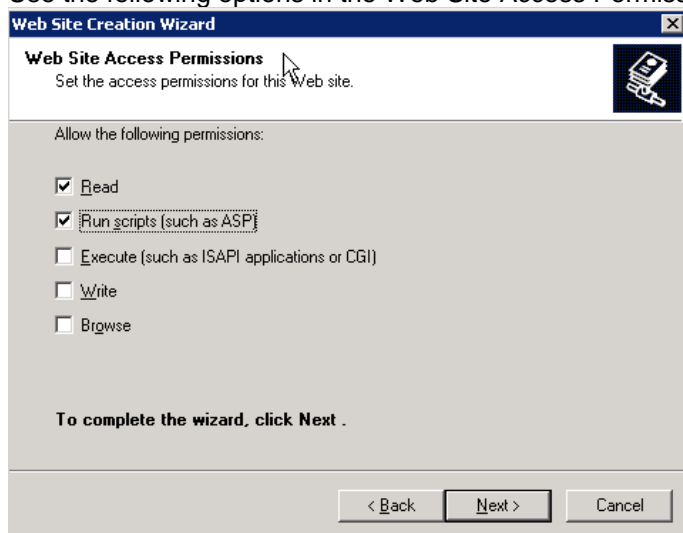 Use the following options in the Web Site Access Permiss
Web Site Creation Wizard
Web Site Access Permissions
Set the access permissions for this Web site.
Allow the following permissions:
Read
Run scripts (such as ASP)
Execute (such as ISAPI applications or CGI)
Write
Browse
To complete the wizard, click Next .
< Back
Next >
Cancel